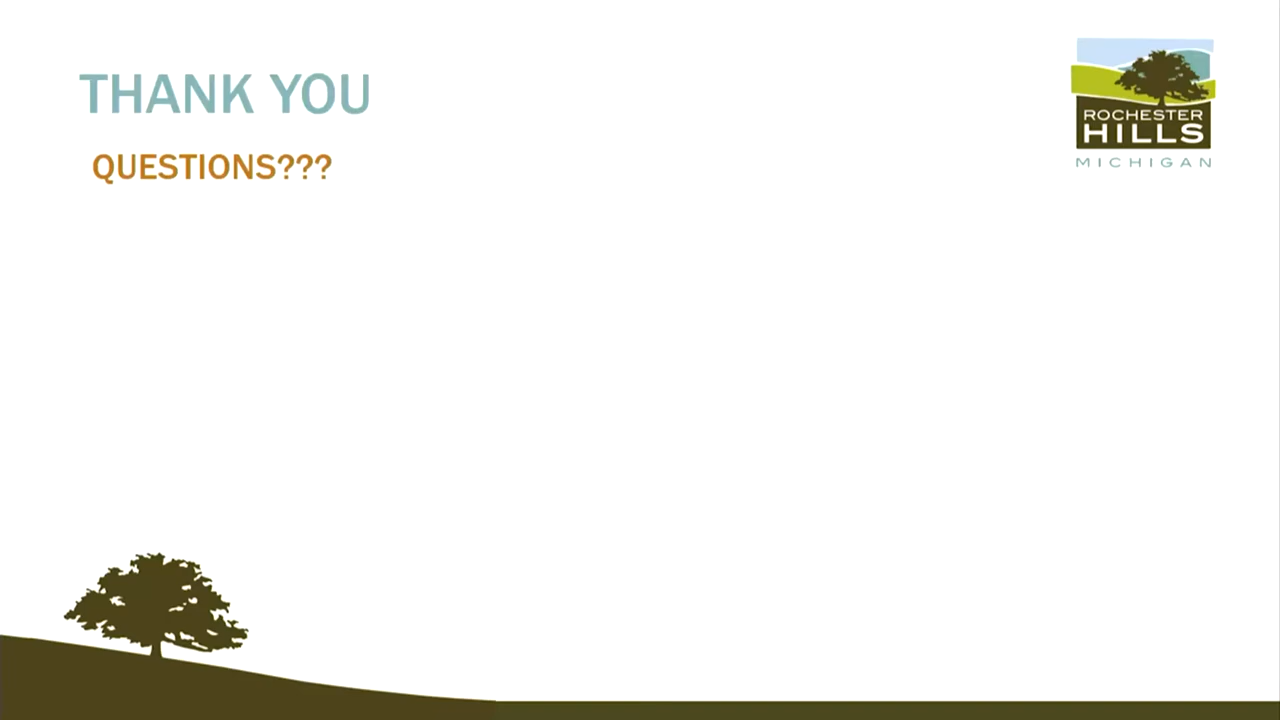 THANK YOU
QUESTIONS???
ROCHESTER
HILLS
MICHIGAN